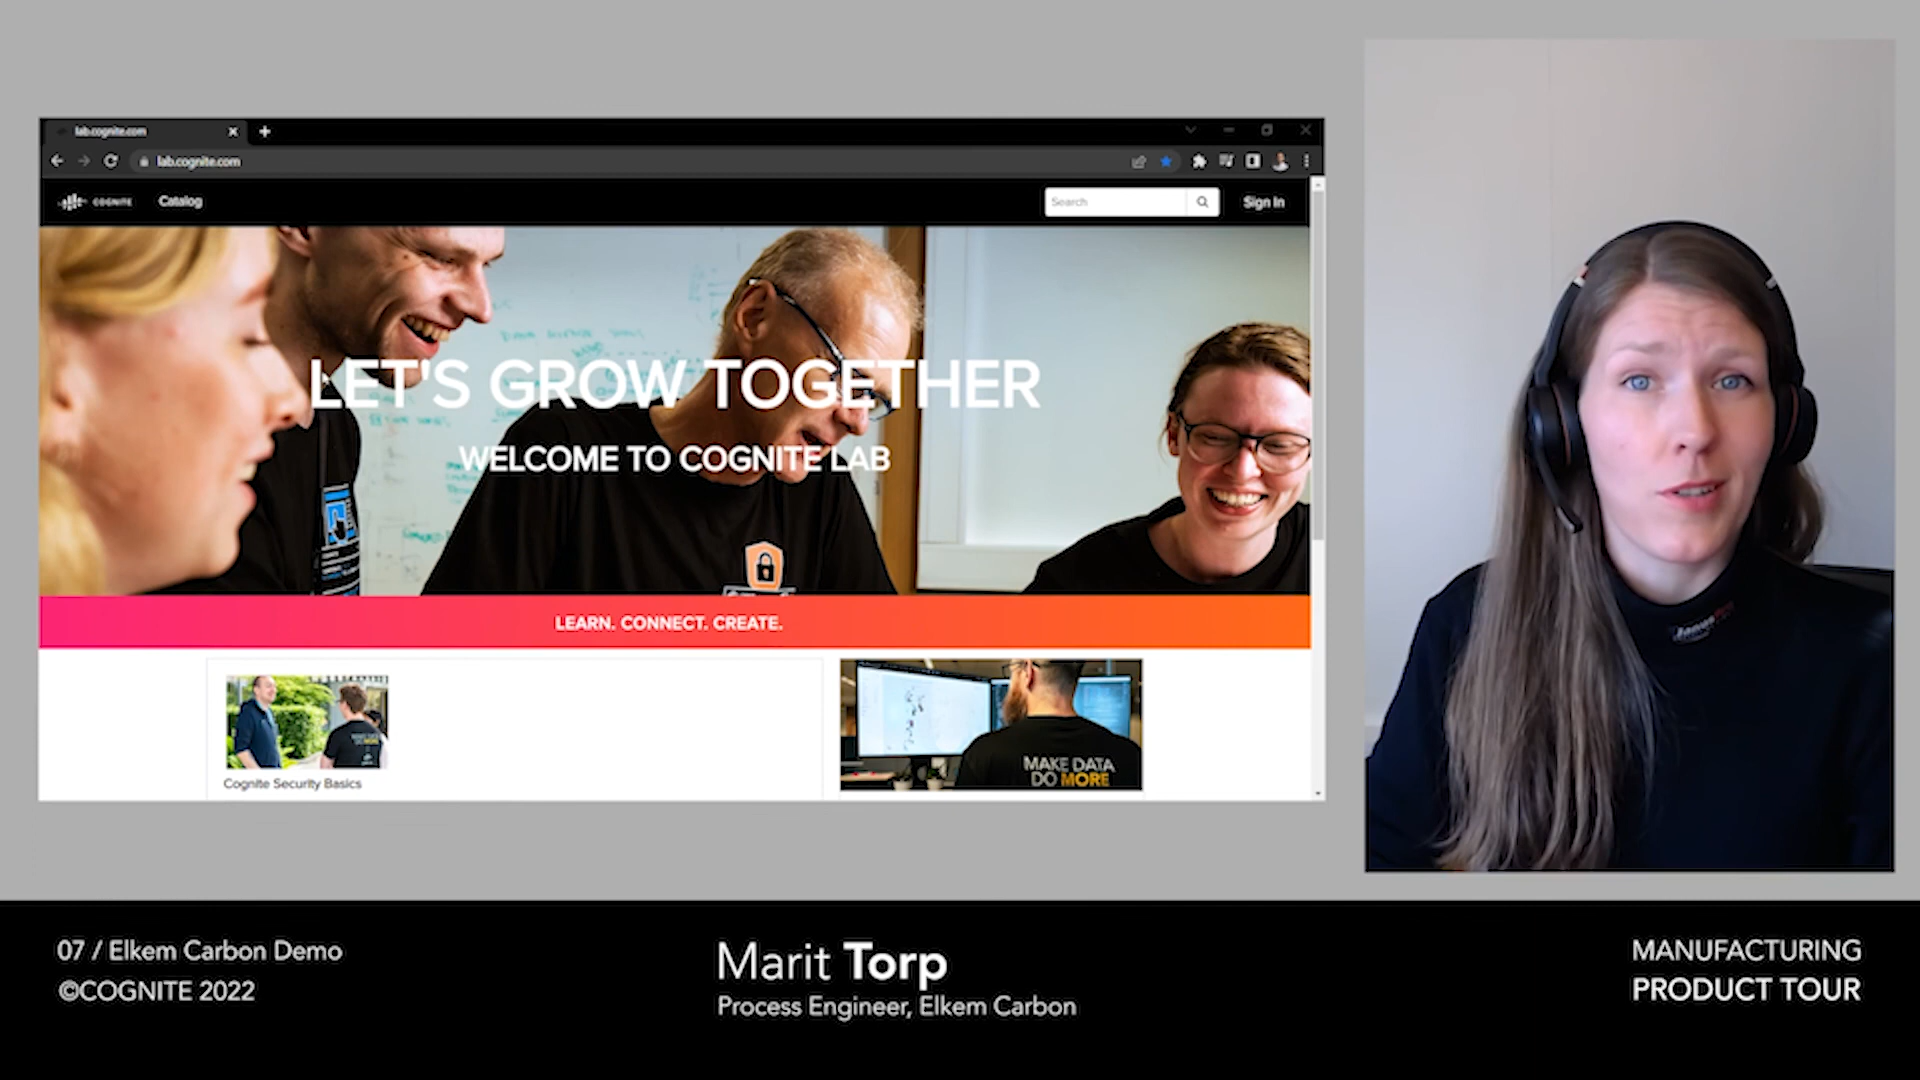 lab.cognite.com
lab.cognite.com
COGNITE
Catalog
Search
Sign In
LET'S GROW TOGETHER
WELCOME TO COGNITE LAB
LEARN. CONNECT. CREATE.
MAKE DATA
DO MORE
Cognite Security Basics
07 / Elkem Carbon Demo
©COGNITE 2022
Marit Torp
Process Engineer, Elkem Carbon
MANUFACTURING
PRODUCT TOUR